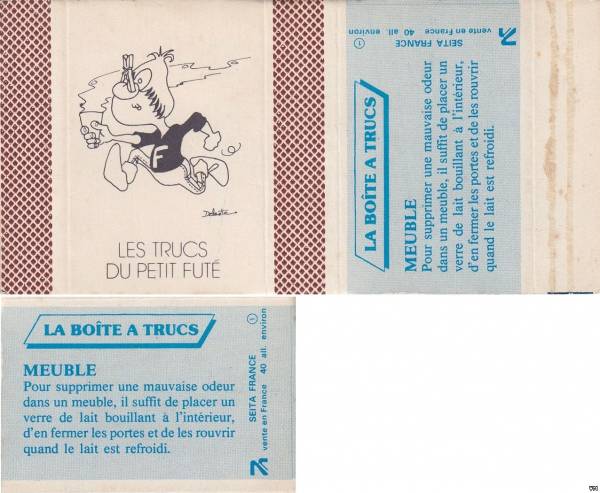 F
Delestre
LES TRUCS
DU PETIT FUTÉ
LA BOÎTE A TRUCS
MEUBLE
Pour supprimer une mauvaise odeur
dans un meuble, il suffit de placer un
verre de lait bouillant à l'intérieur,
d'en fermer les portes et de les rouvrir
quand le lait est refroidi.
SEITA FRANCE 1
vente en France 40 all. environ
LA BOÎTE A TRUCS
MEUBLE
Pour supprimer une mauvaise odeur
dans un meuble, il suffit de placer un
verre de lait bouillant à l'intérieur,
d'en fermer les portes et de les rouvrir
quand le lait est refroidi.
SEITA FRANCE 1
vente en France 40 all. environ